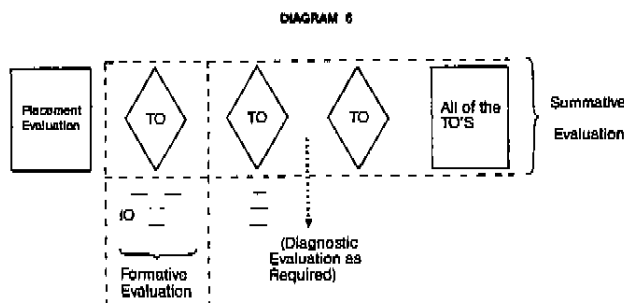 DIAGRAM 6
Placement
Evaluation
TO
TO
TO
All of the
TO'S
Summative
Evaluation
IO
(Diagnostic
Evaluation as
Required)
Formative
Evaluation